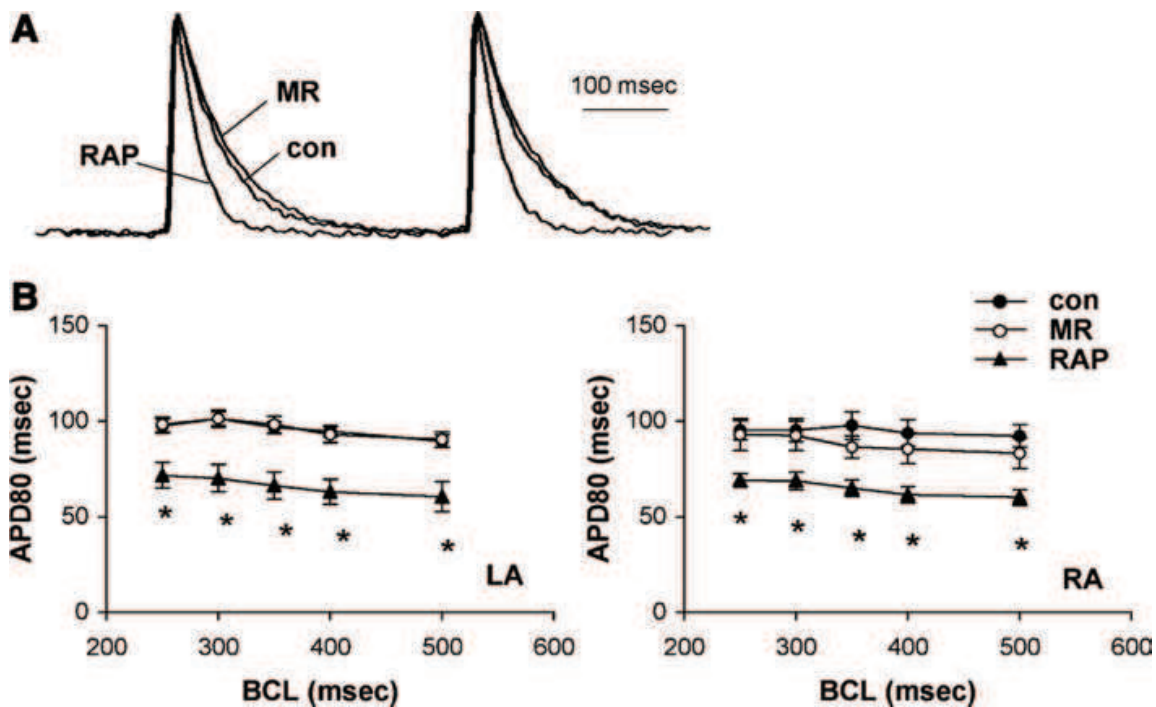 A
MR
100 msec
RAP
con
B
con
MR
RAP
150
100
50
0
APD80 (msec)
* * * * *
LA
200 300 400 500 600
BCL (msec)
150
100
50
0
APD80 (msec)
* * * * *
RA
200 300 400 500 600
BCL (msec)